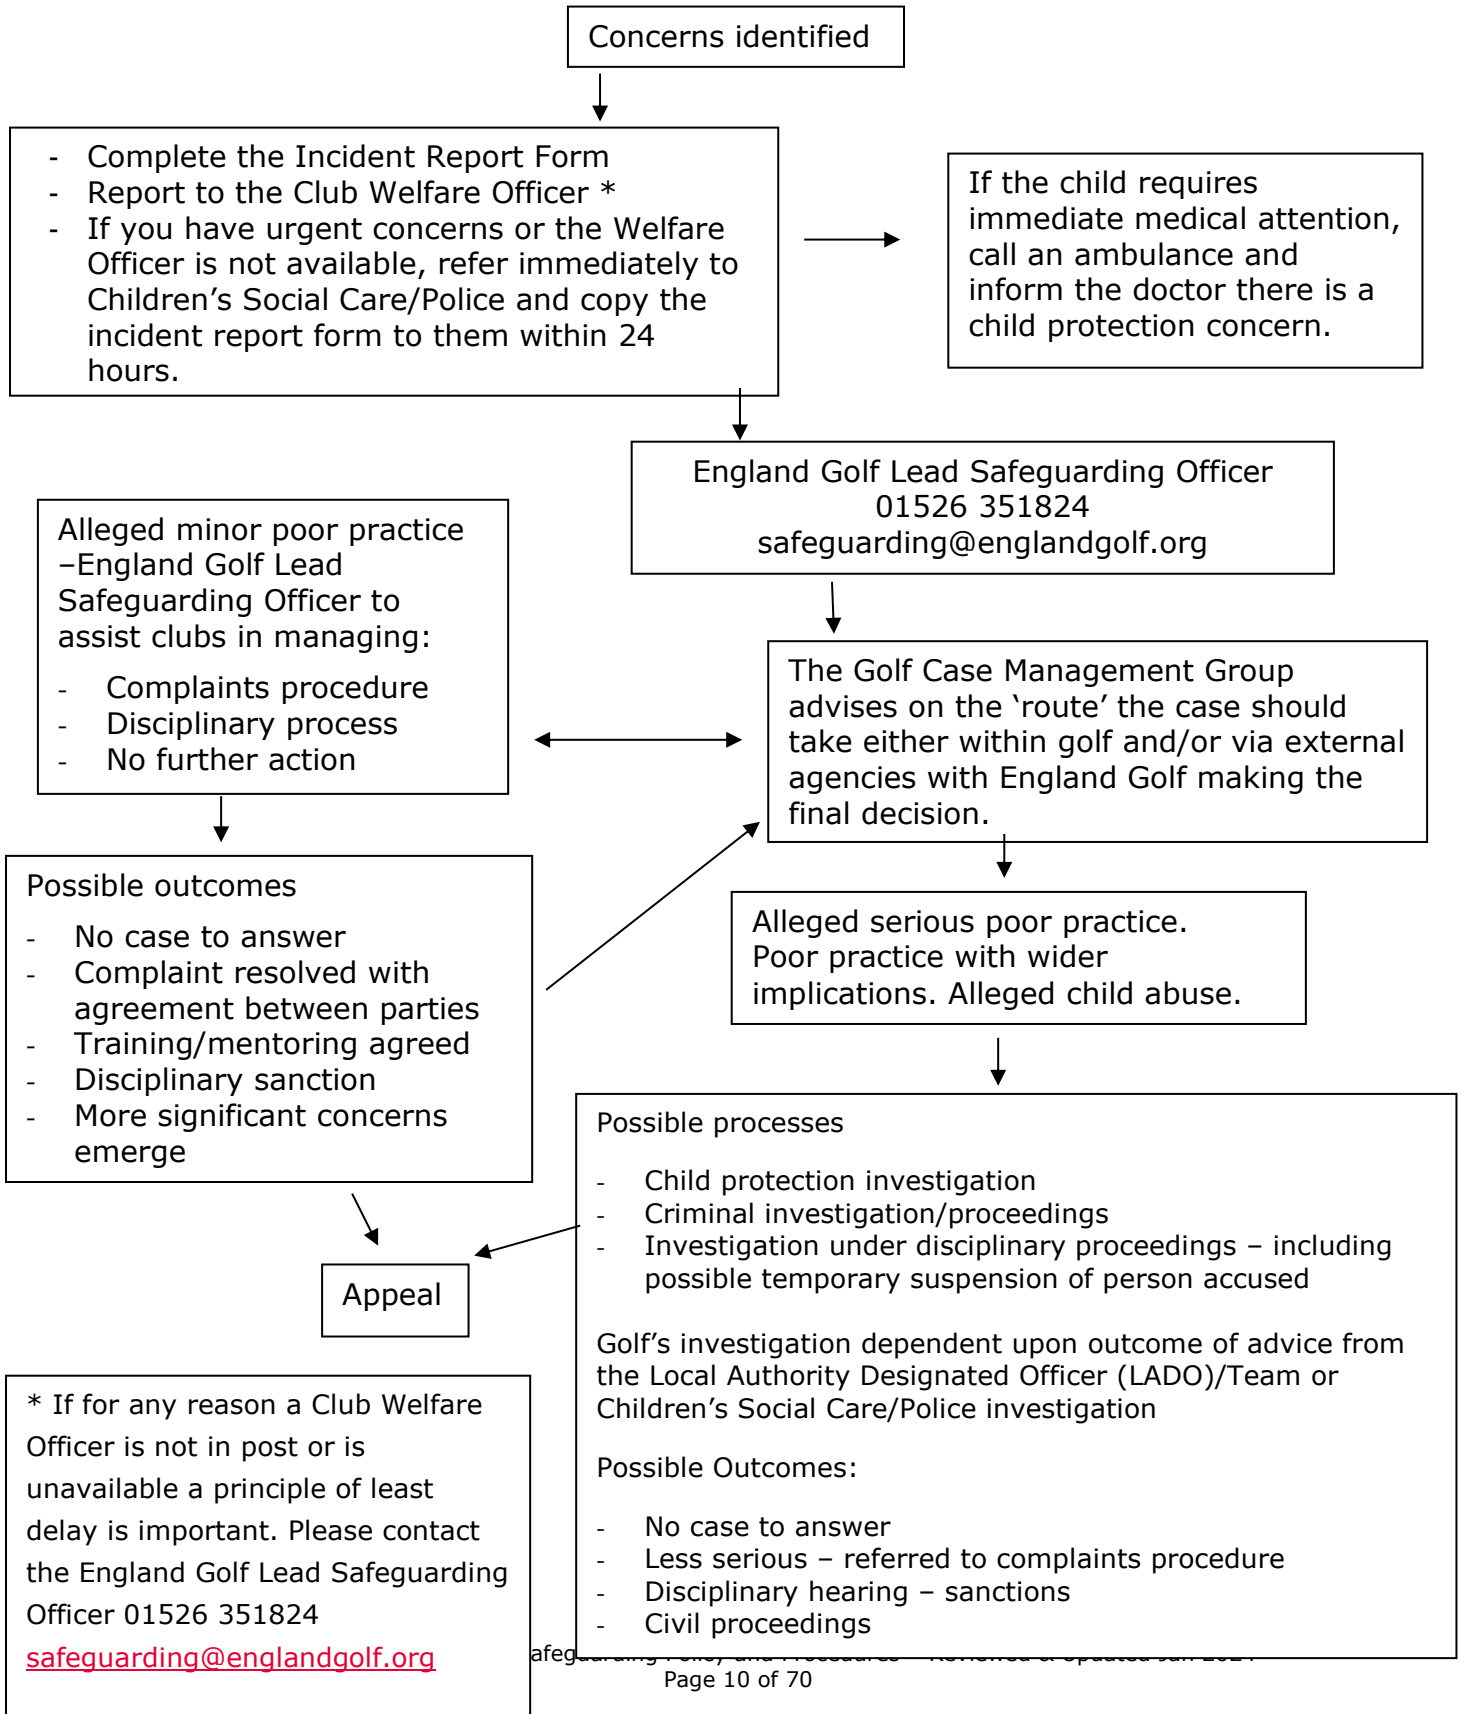 Concerns identified
- Complete the Incident Report Form
- Report to the Club Welfare Officer *
- If you have urgent concerns or the Welfare
Officer is not available, refer immediately to
Children’s Social Care/Police and copy the
incident report form to them within 24
hours.
If the child requires
immediate medical attention,
call an ambulance and
inform the doctor there is a
child protection concern.
England Golf Lead Safeguarding Officer
01526 351824
safeguarding@englandgolf.org
Alleged minor poor practice
–England Golf Lead
Safeguarding Officer to
assist clubs in managing:
- Complaints procedure
- Disciplinary process
- No further action
The Golf Case Management Group
advises on the ‘route’ the case should
take either within golf and/or via external
agencies with England Golf making the
final decision.
Possible outcomes
- No case to answer
- Complaint resolved with
agreement between parties
- Training/mentoring agreed
- Disciplinary sanction
- More significant concerns
emerge
Alleged serious poor practice.
Poor practice with wider
implications. Alleged child abuse.
Possible processes
- Child protection investigation
- Criminal investigation/proceedings
- Investigation under disciplinary proceedings – including
possible temporary suspension of person accused
Golf’s investigation dependent upon outcome of advice from
the Local Authority Designated Officer (LADO)/Team or
Children’s Social Care/Police investigation
Possible Outcomes:
- No case to answer
- Less serious – referred to complaints procedure
- Disciplinary hearing – sanctions
- Civil proceedings
Appeal
* If for any reason a Club Welfare
Officer is not in post or is
unavailable a principle of least
delay is important. Please contact
the England Golf Lead Safeguarding
Officer 01526 351824
safeguarding@englandgolf.org
Page 10 of 70